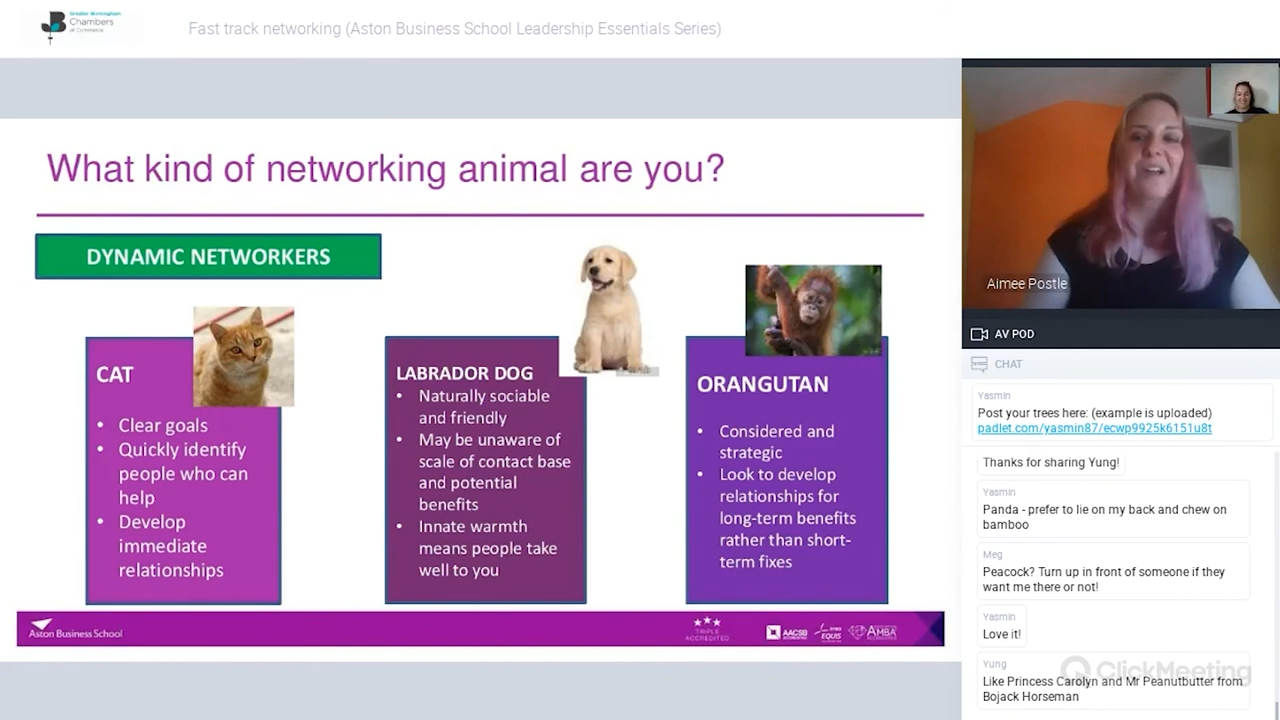 Greater Birmingham
Chambers
of Commerce
Fast track networking (Aston Business School Leadership Essentials Series)
What kind of networking animal are you?
DYNAMIC NETWORKERS
CAT
• Clear goals
• Quickly identify
people who can
help
• Develop
immediate
relationships
LABRADOR DOG
• Naturally sociable
and friendly
• May be unaware of
scale of contact base
and potential
benefits
• Innate warmth
means people take
well to you
ORANGUTAN
• Considered and
strategic
• Look to develop
relationships for
long-term benefits
rather than short-
term fixes
Aston Business School
TRIPLE
ACCREDITED
AACSB
ACCREDITED
EQUIS
AMBA
Aimee Postle
AV POD
CHAT
Yasmin
Post your trees here: (example is uploaded)
padlet.com/yasmin87/ecwp9925k6151u8t
Thanks for sharing Yung!
Yasmin
Panda - prefer to lie on my back and chew on
bamboo
Meg
Peacock? Turn up in front of someone if they
want me there or not!
Yasmin
Love it!
Yung
Like Princess Carolyn and Mr Peanutbutter from
Bojack Horseman
ClickMeeting